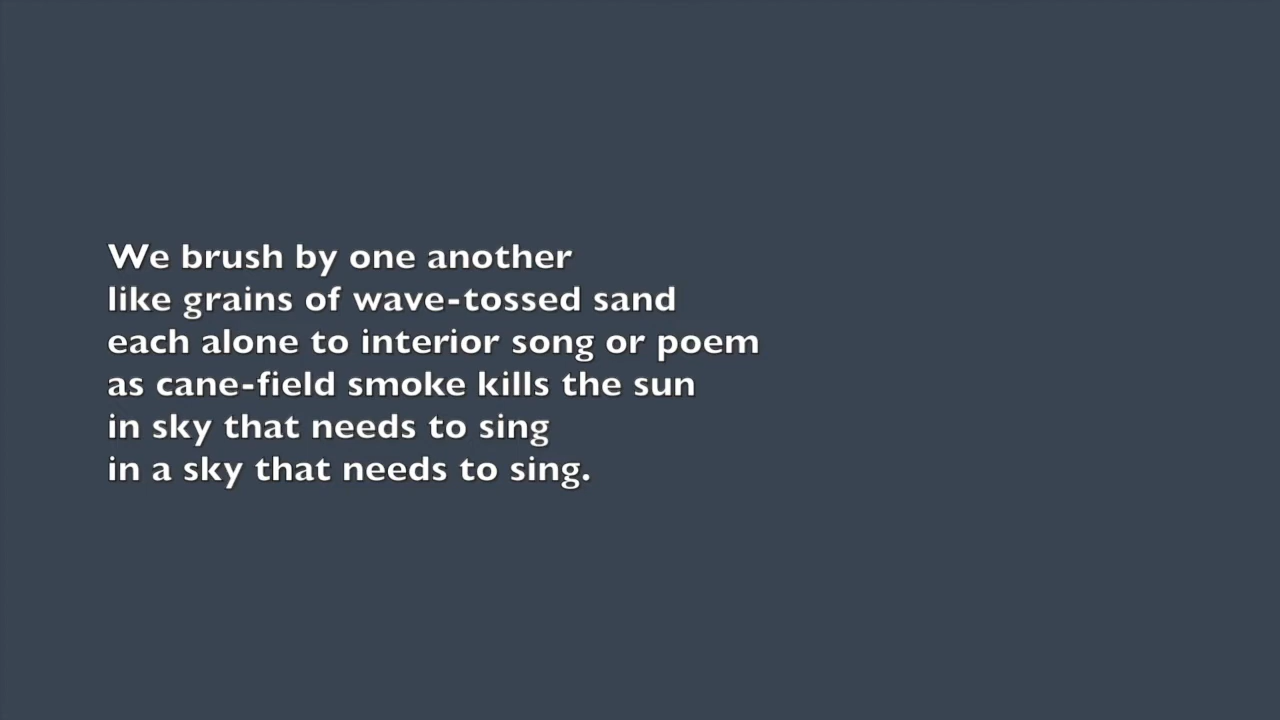 We brush by one another
like grains of wave-tossed sand
each alone to interior song or poem
as cane-field smoke kills the sun
in sky that needs to sing
in a sky that needs to sing.